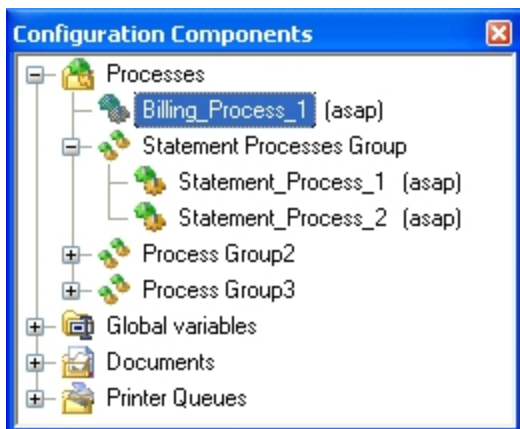 Configuration Components
Processes
Billing_Process_1 (asap)
Statement Processes Group
Statement_Process_1 (asap)
Statement_Process_2 (asap)
Process Group2
Process Group3
Global variables
Documents
Printer Queues